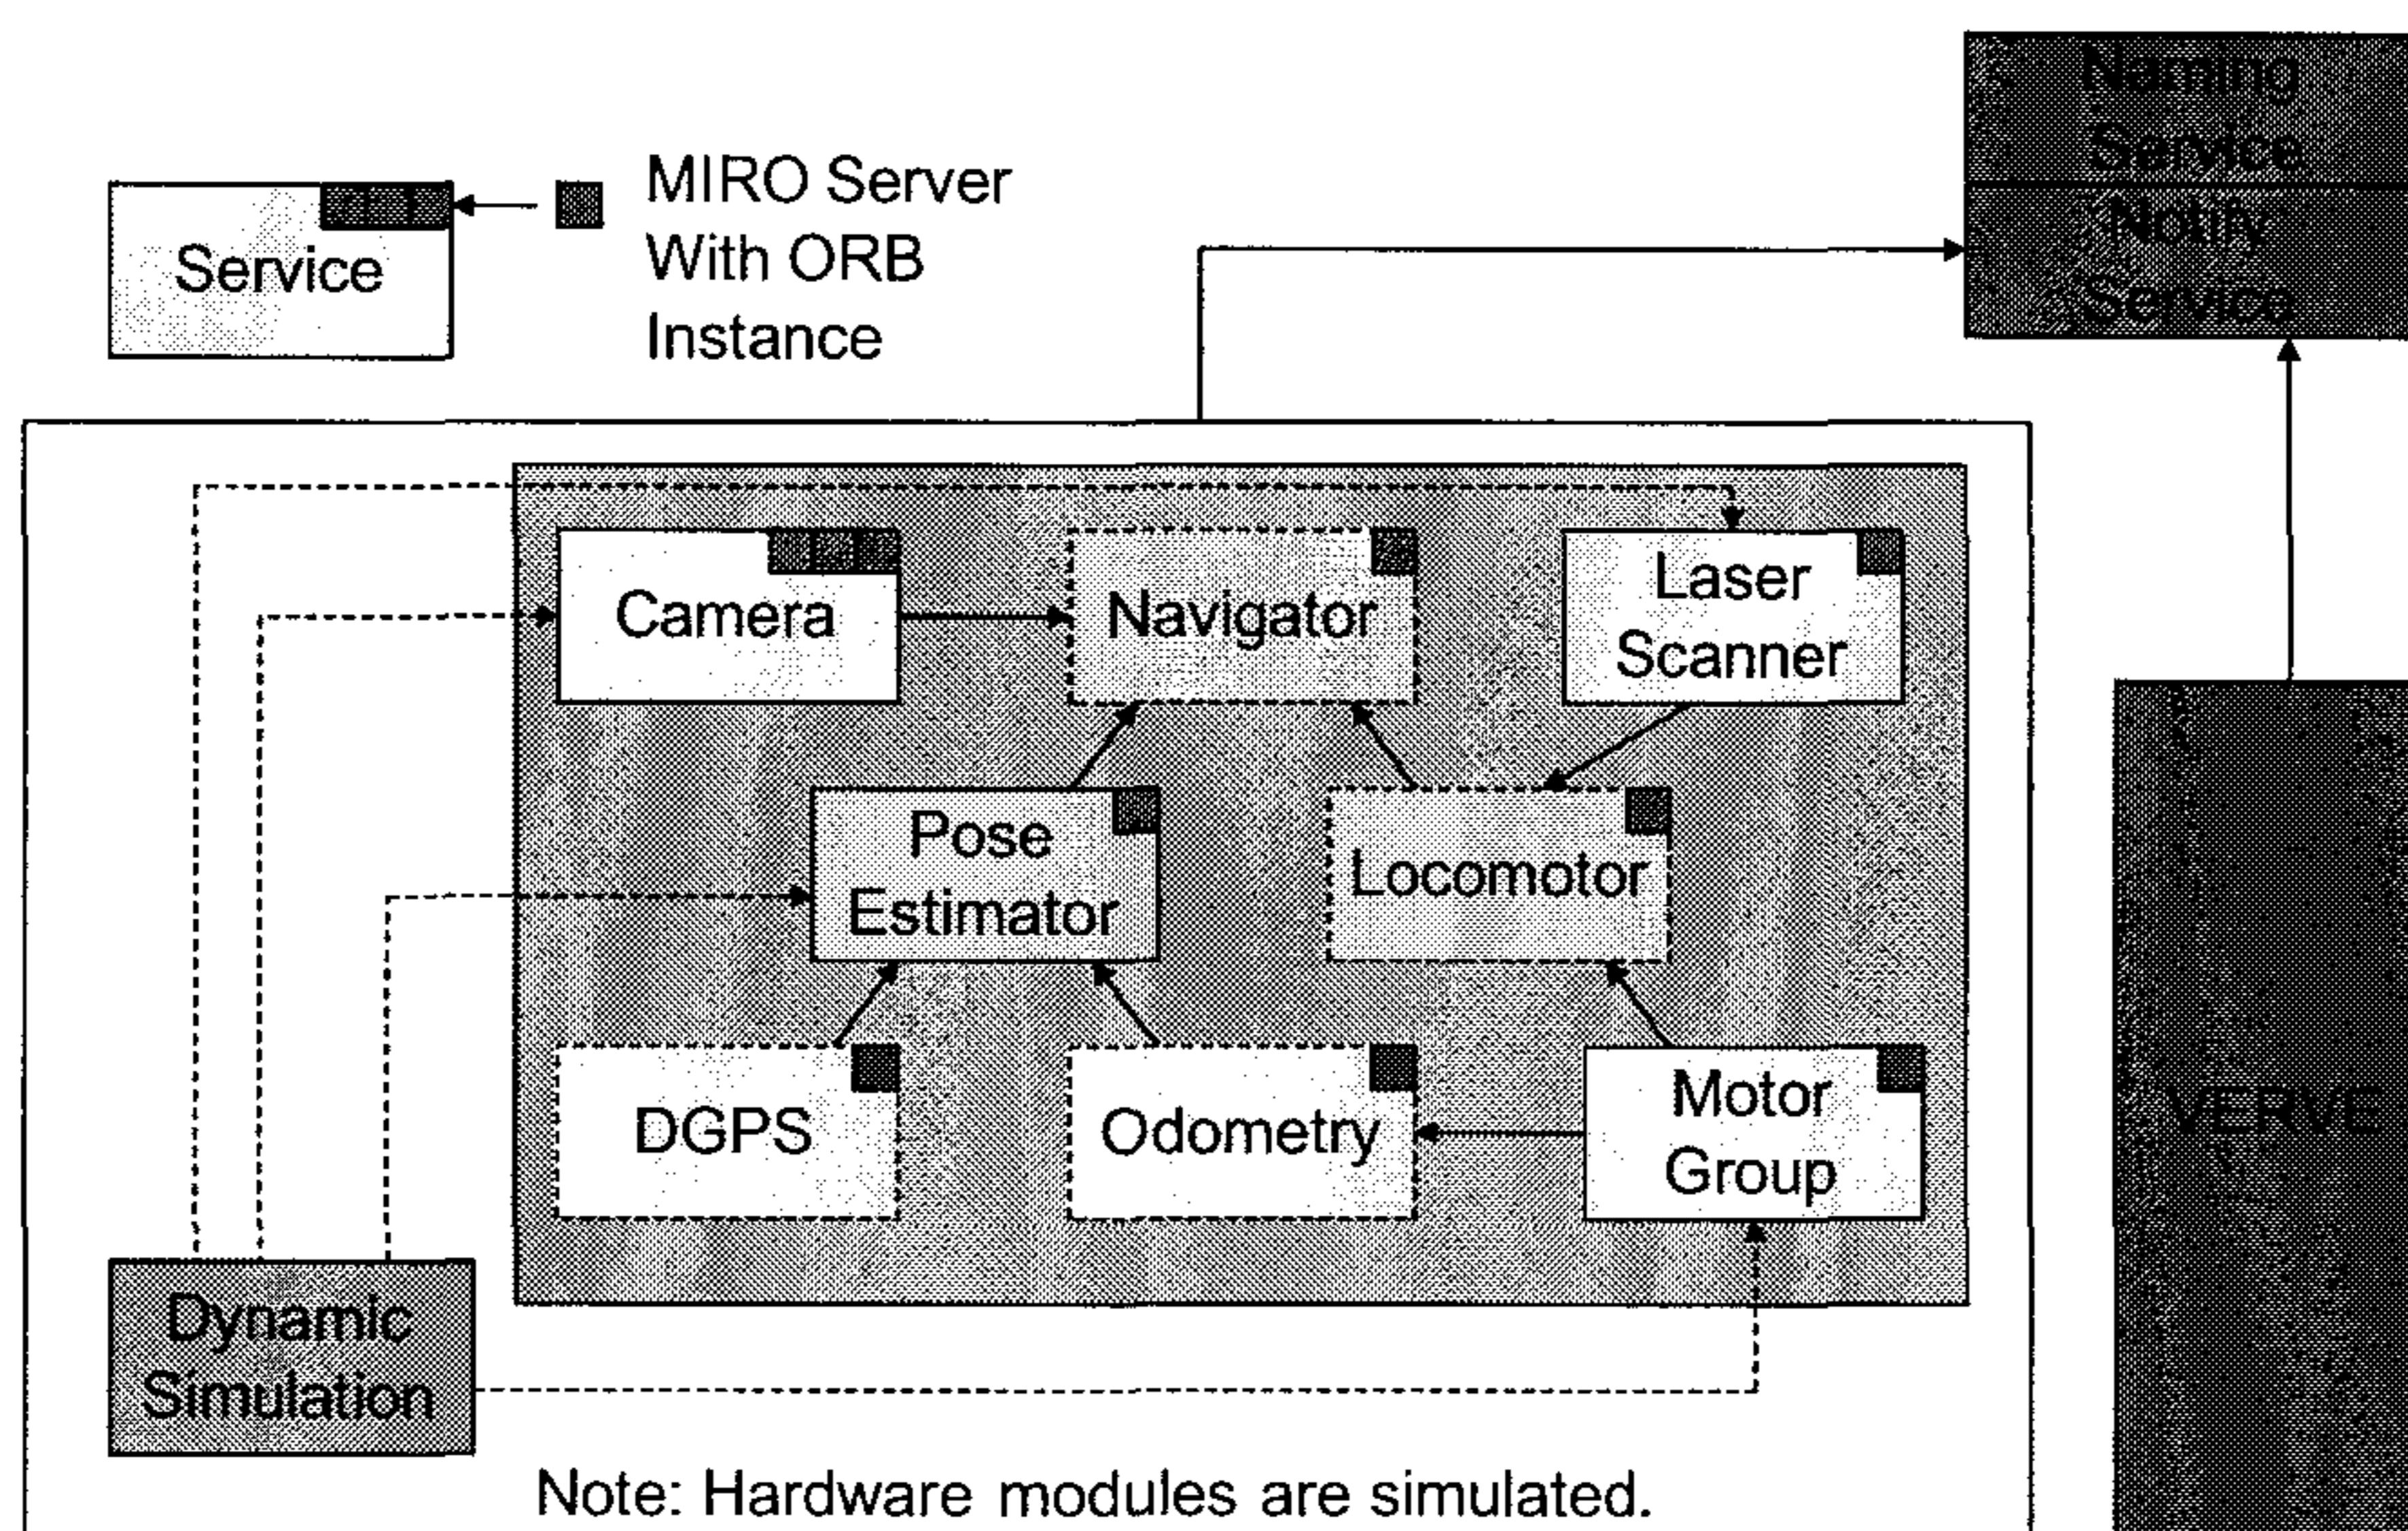 Naming
Service
Notify
Service
MIRO Server
With ORB
Instance
Service
Camera
Navigator
Laser
Scanner
Pose
Estimator
Locomotor
DGPS
Odometry
Motor
Group
VERVE
Dynamic
Simulation
Note: Hardware modules are simulated.